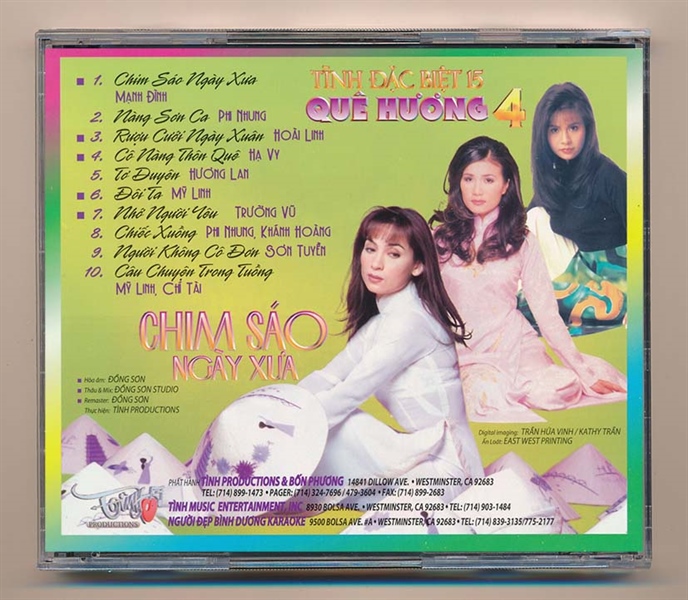 1. Chim Sáo Ngày Xưa
MẠNH ĐÌNH
2. Nàng Sơn Ca PHI NHUNG
3. Rượu Cưới Ngày Xuân HOÀI LINH
4. Cô Nàng Thôn Quê HẠ VY
5. Tơ Duyên HƯƠNG LAN
6. Đôi Ta MỸ LINH
7. Nhớ Người Yêu TRƯỜNG VŨ
8. Chiếc Xuồng PHI NHUNG, KHÁNH HOÀNG
9. Người Không Cô Đơn SƠN TUYỀN
10. Câu Chuyện Trong Tuồng
MỸ LINH, CHÍ TÀI
TÌNH ĐẶC BIỆT 15
QUÊ HƯƠNG 4
CHIM SÁO
NGÀY XƯA
Hòa âm: ĐỒNG SƠN
Thâu & Mix: ĐỒNG SƠN STUDIO
Remaster: ĐỒNG SƠN
Thực hiện: TÌNH PRODUCTIONS
Digital Imaging: TRẦN HỨA VINH / KATHY TRẦN
Ấn Loát: EAST WEST PRINTING
PHÁT HÀNH TÌNH PRODUCTIONS & BỐN PHƯƠNG 14841 DILLOW AVE. • WESTMINSTER, CA 92683
TEL: (714) 899-1473 • PAGER: (714) 324-7696 / 479-3604 • FAX: (714) 899-2683
TÌNH MUSIC ENTERTAINMENT, INC 8930 BOLSA AVE. • WESTMINSTER, CA 92683 • TEL: (714) 903-1484
NGƯỜI ĐẸP BÌNH DƯƠNG KARAOKE 9500 BOLSA AVE. #A • WESTMINSTER, CA 92683 • TEL: (714) 839-3135/775-2177
Tình
PRODUCTIONS